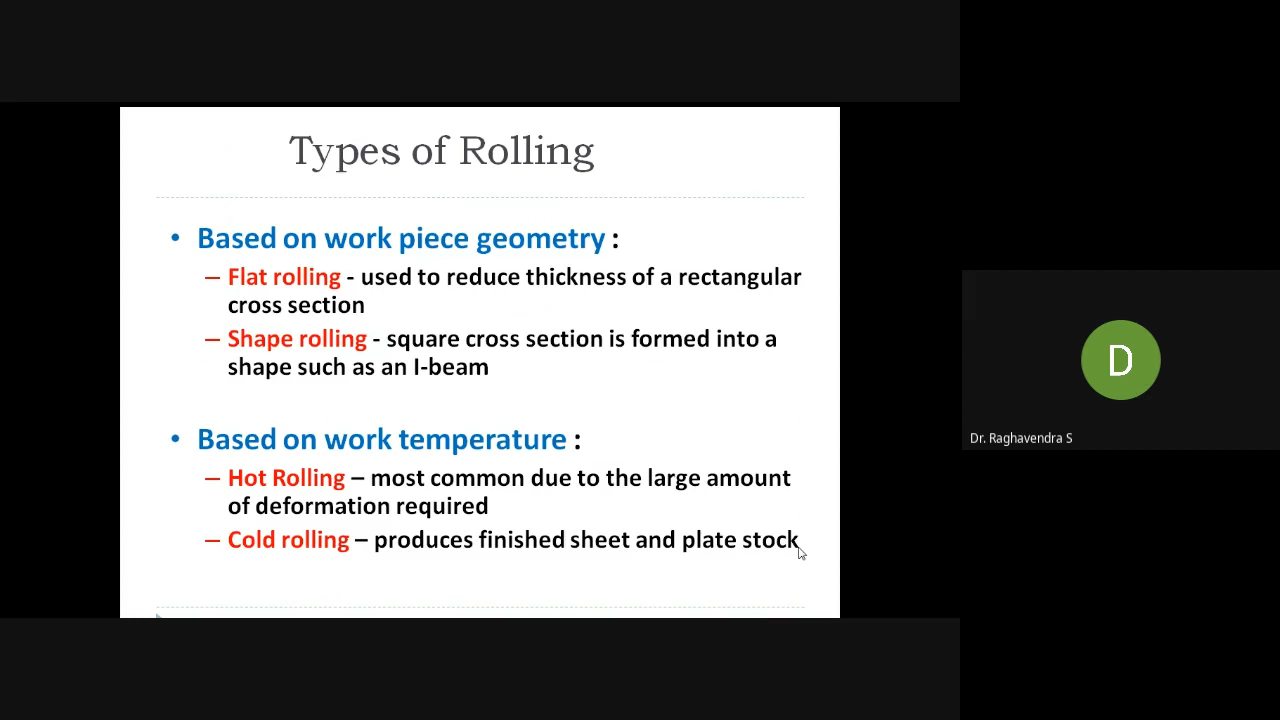 Types of Rolling
• Based on work piece geometry :
– Flat rolling - used to reduce thickness of a rectangular
cross section
– Shape rolling - square cross section is formed into a
shape such as an I-beam
• Based on work temperature :
– Hot Rolling – most common due to the large amount
of deformation required
– Cold rolling – produces finished sheet and plate stock
D
Dr. Raghavendra S